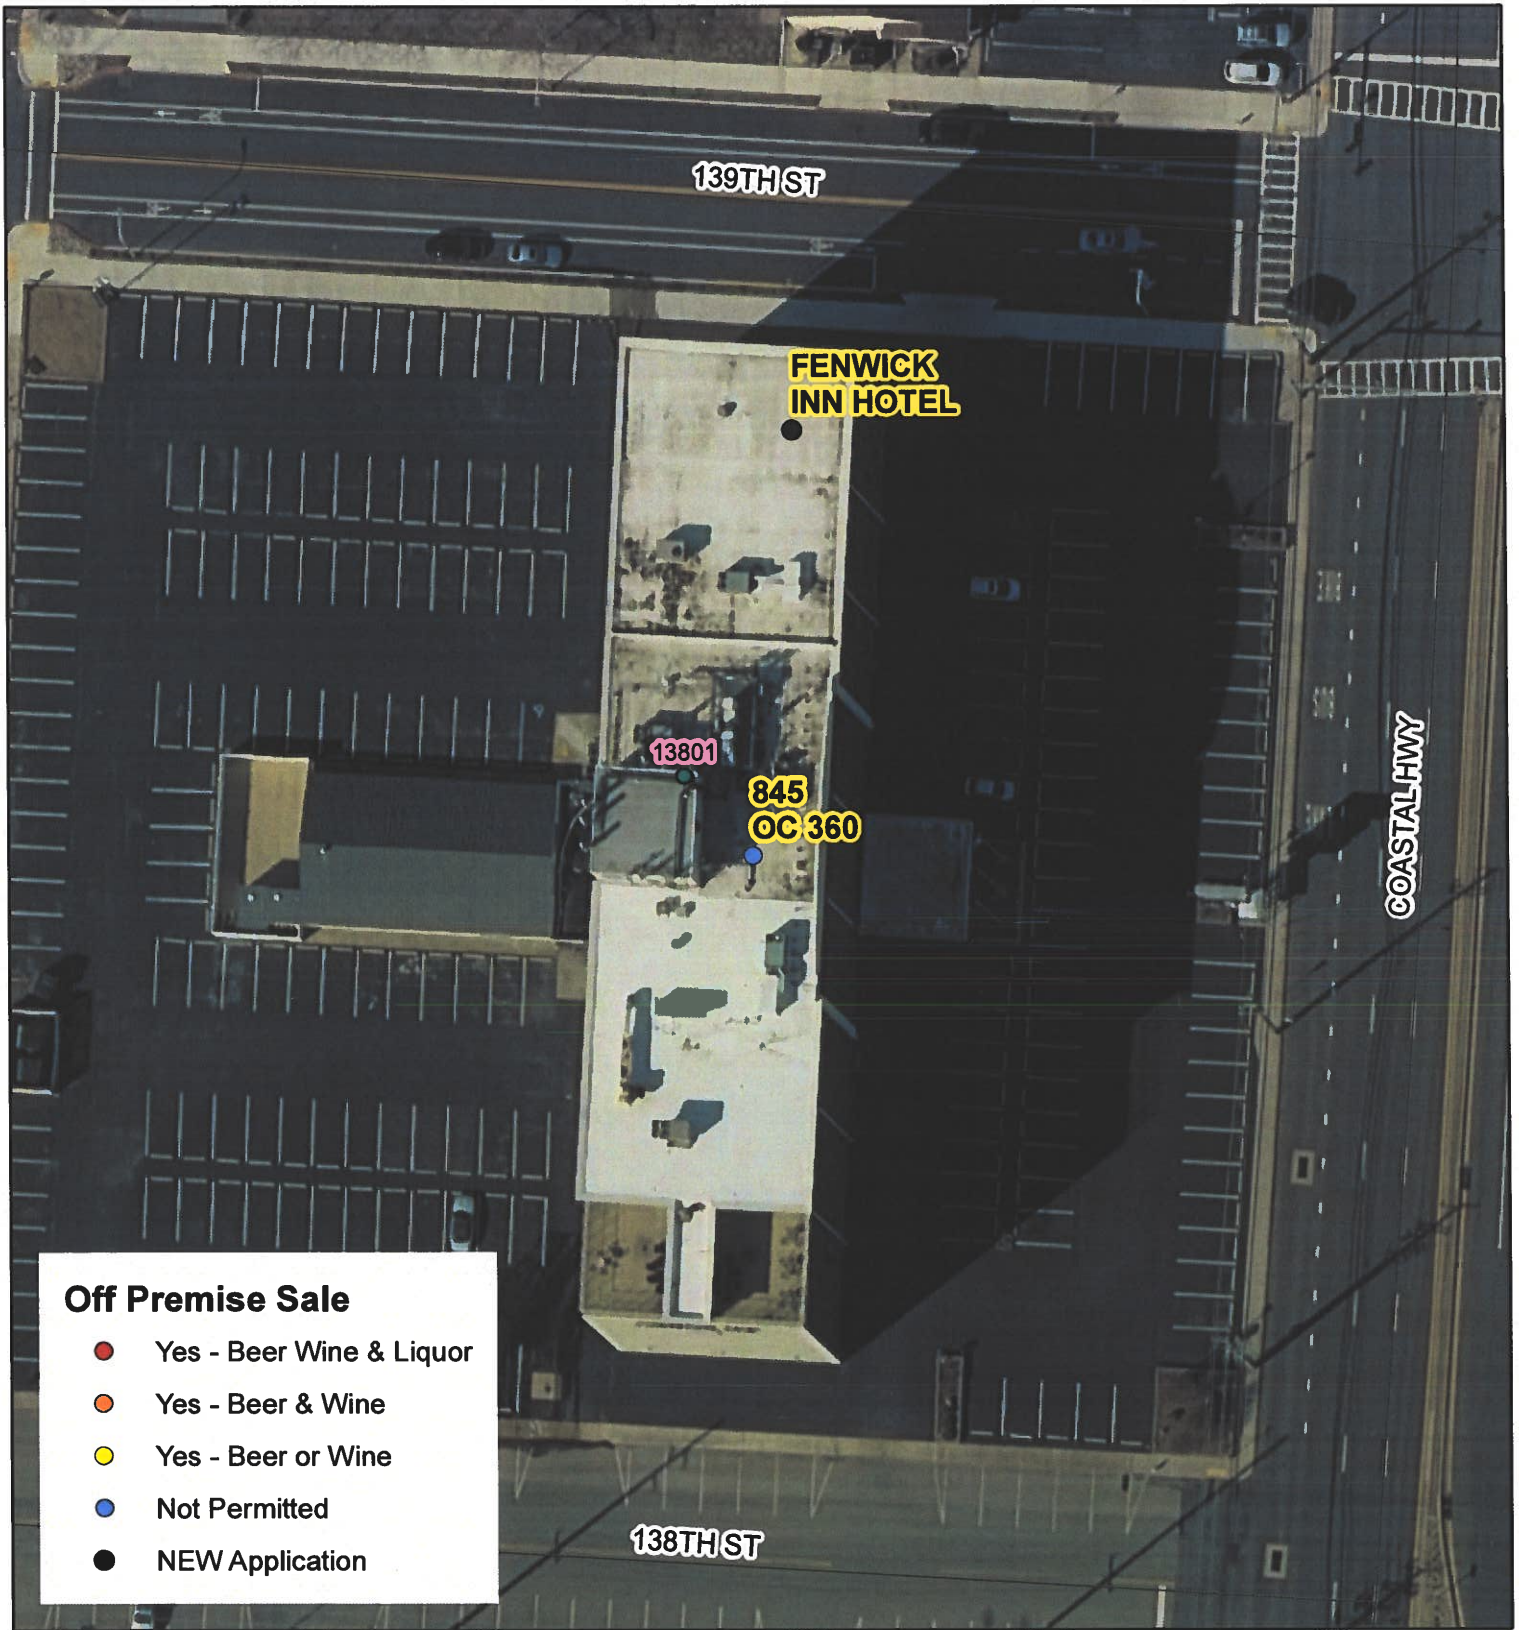 139TH ST
FENWICK
INN HOTEL
13801
845
OC 360
COASTAL HWY
Off Premise Sale
Yes - Beer Wine & Liquor
Yes - Beer & Wine
Yes - Beer or Wine
Not Permitted
NEW Application
138TH ST